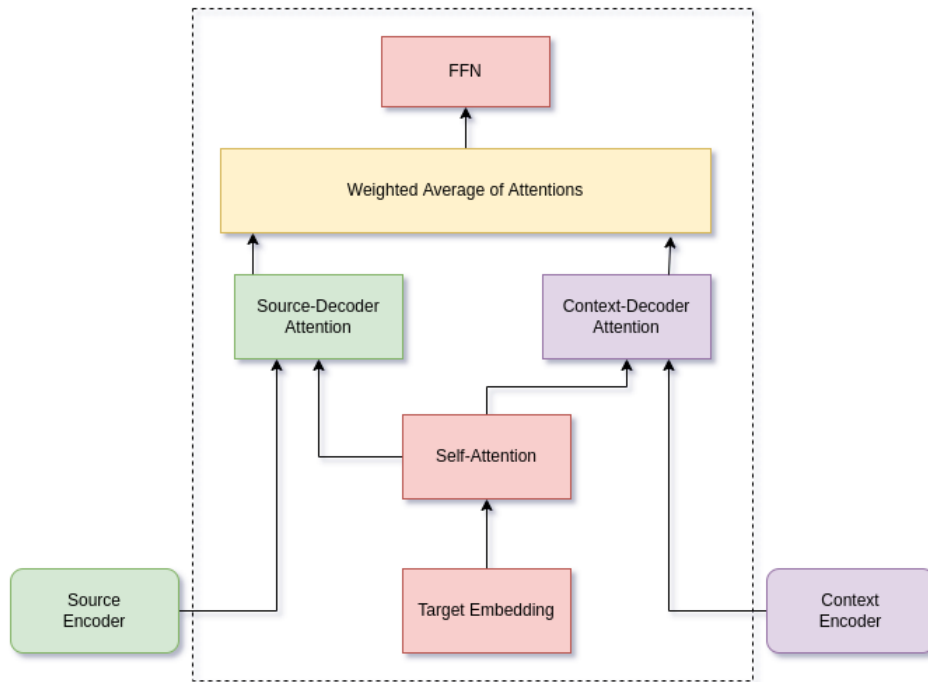 FFN
Weighted Average of Attentions
Source-Decoder
Attention
Context-Decoder
Attention
Self-Attention
Source
Encoder
Target Embedding
Context
Encoder